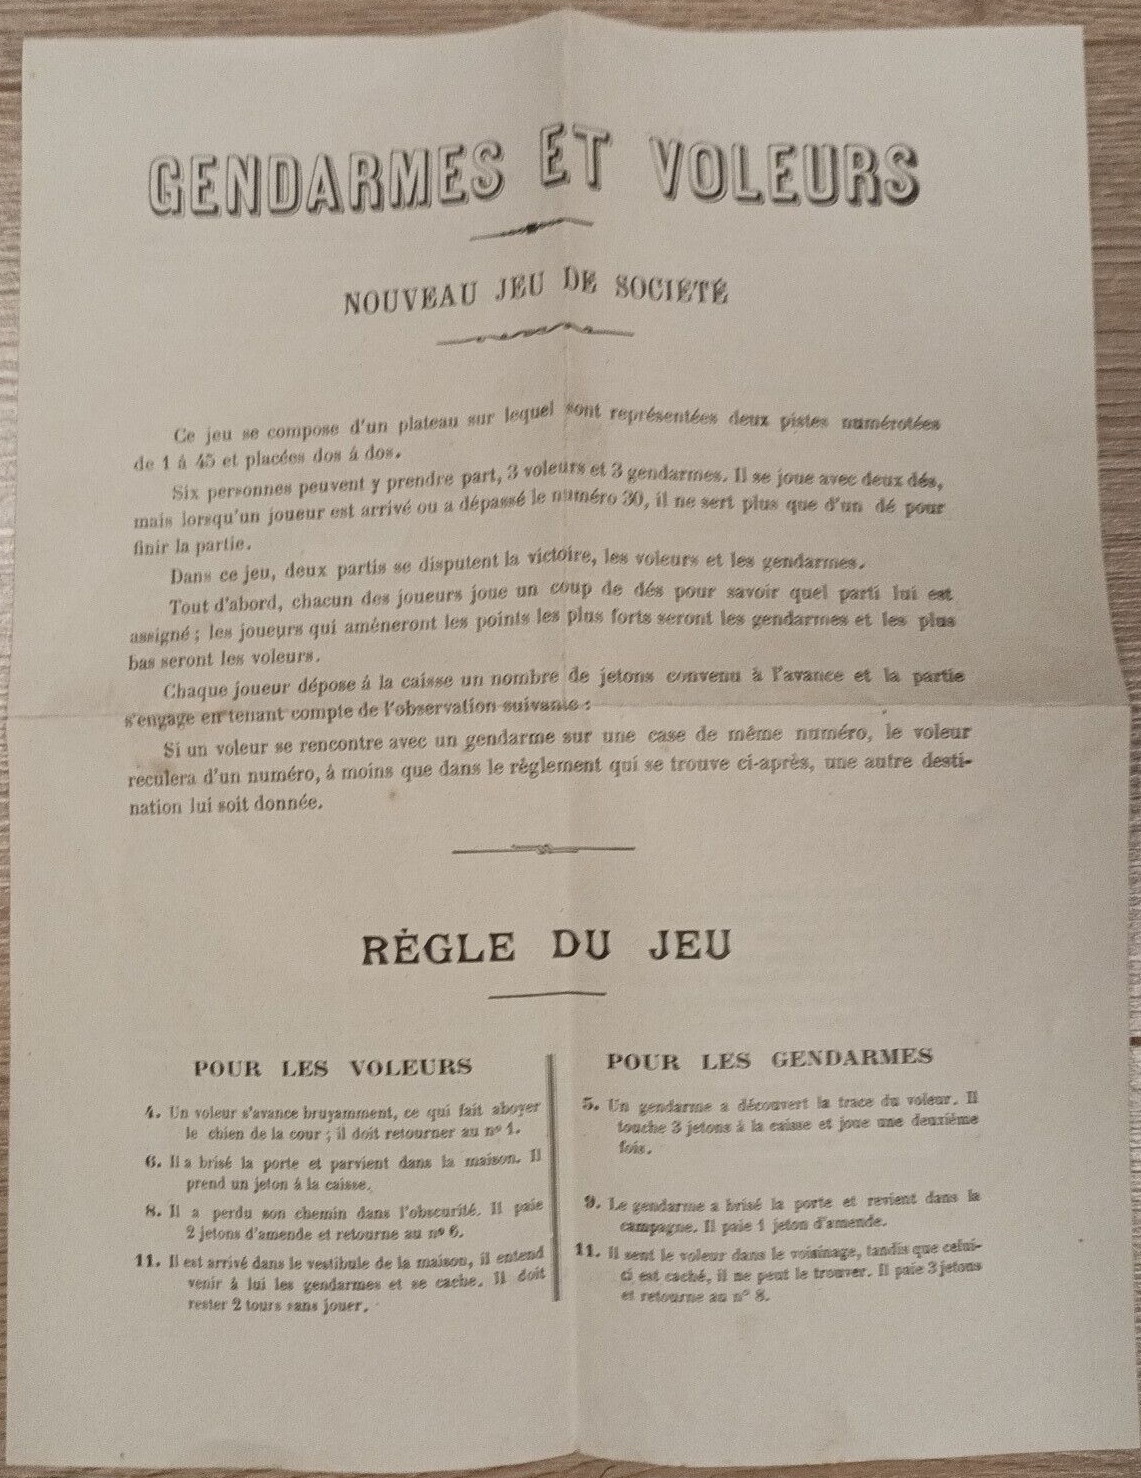 GENDARMES ET VOLEURS
NOUVEAU JEU DE SOCIÉTÉ
Ce jeu se compose d'un plateau sur lequel sont représentées deux pistes numérotées
de 1 à 45 et placées dos à dos.
Six personnes peuvent y prendre part, 3 voleurs et 3 gendarmes. Il se joue avec deux dés,
mais lorsqu'un joueur est arrivé ou a dépassé le numéro 30, il ne sert plus que d'un dé pour
finir la partie.
Dans ce jeu, deux partis se disputent la victoire, les voleurs et les gendarmes.
Tout d'abord, chacun des joueurs joue un coup de dés pour savoir quel parti lui est
assigné ; les joueurs qui amèneront les points les plus forts seront les gendarmes et les plus
bas seront les voleurs.
Chaque joueur dépose à la caisse un nombre de jetons convenu à l'avance et la partie
s'engage en tenant compte de l'observation suivante :
Si un voleur se rencontre avec un gendarme sur une case de même numéro, le voleur
reculera d'un numéro, à moins que dans le règlement qui se trouve ci-après, une autre desti-
nation lui soit donnée.
RÈGLE DU JEU
POUR LES VOLEURS
4. Un voleur s'avance bruyamment, ce qui fait aboyer
le chien de la cour ; il doit retourner au nº 1.
6. Il a brisé la porte et parvient dans la maison. Il
prend un jeton à la caisse.
8. Il a perdu son chemin dans l'obscurité. Il paie
2 jetons d'amende et retourne au nº 6.
11. Il est arrivé dans le vestibule de la maison, il entend
venir à lui les gendarmes et se cache. Il doit
rester 2 tours sans jouer.
POUR LES GENDARMES
5. Un gendarme a découvert la trace du voleur. Il
touche 3 jetons à la caisse et joue une deuxième
fois.
9. Le gendarme a brisé la porte et revient dans la
campagne. Il paie 1 jeton d'amende.
11. Il sent le voleur dans le voisinage, tandis que celui-
ci est caché, il ne peut le trouver. Il paie 3 jetons
et retourne au nº 8.